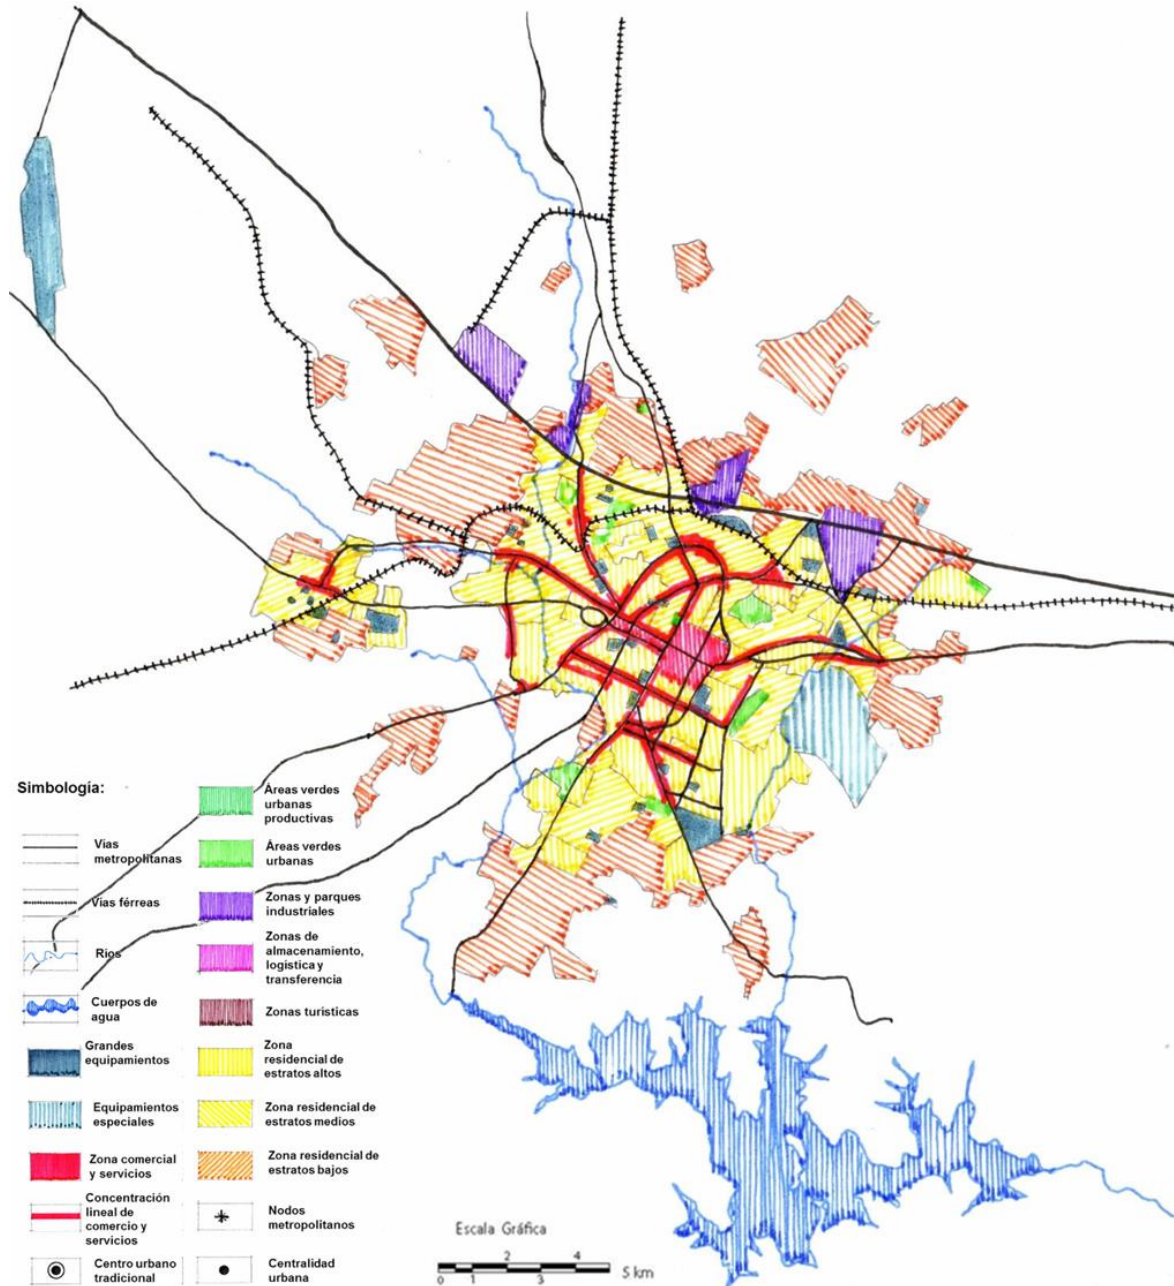 Simbología:
Vías
metropolitanas
Vías férreas
Ríos
Cuerpos de
agua
Grandes
equipamientos
Equipamientos
especiales
Zona comercial
y servicios
Concentración
lineal de
comercio y
servicios
Centro urbano
tradicional
Áreas verdes
urbanas
productivas
Áreas verdes
urbanas
Zonas y parques
industriales
Zonas de
almacenamiento,
logística y
transferencia
Zonas turisticas
Zona
residencial de
estratos altos
Zona residencial de
estratos medios
Zona residencial de
estratos bajos
Nodos
metropolitanos
Centralidad
urbana
Escala Gráfica
2 4
0 1 3 5 km